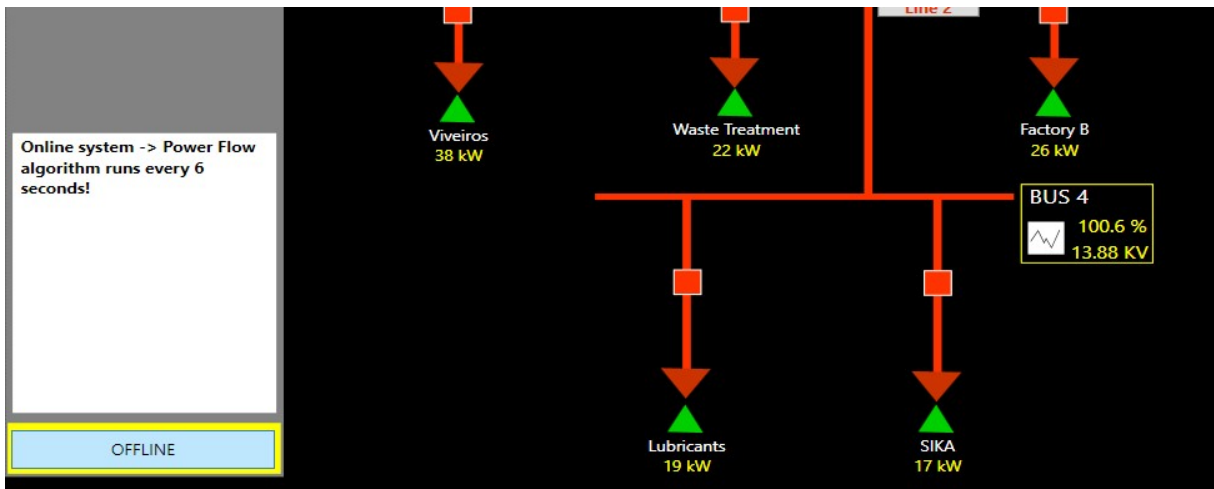 Line 2
Online system -> Power Flow
algorithm runs every 6
seconds!
Viveiros
38 kW
Waste Treatment
22 kW
Factory B
26 kW
BUS 4
100.6 %
13.88 KV
OFFLINE
Lubricants
19 kW
SIKA
17 kW